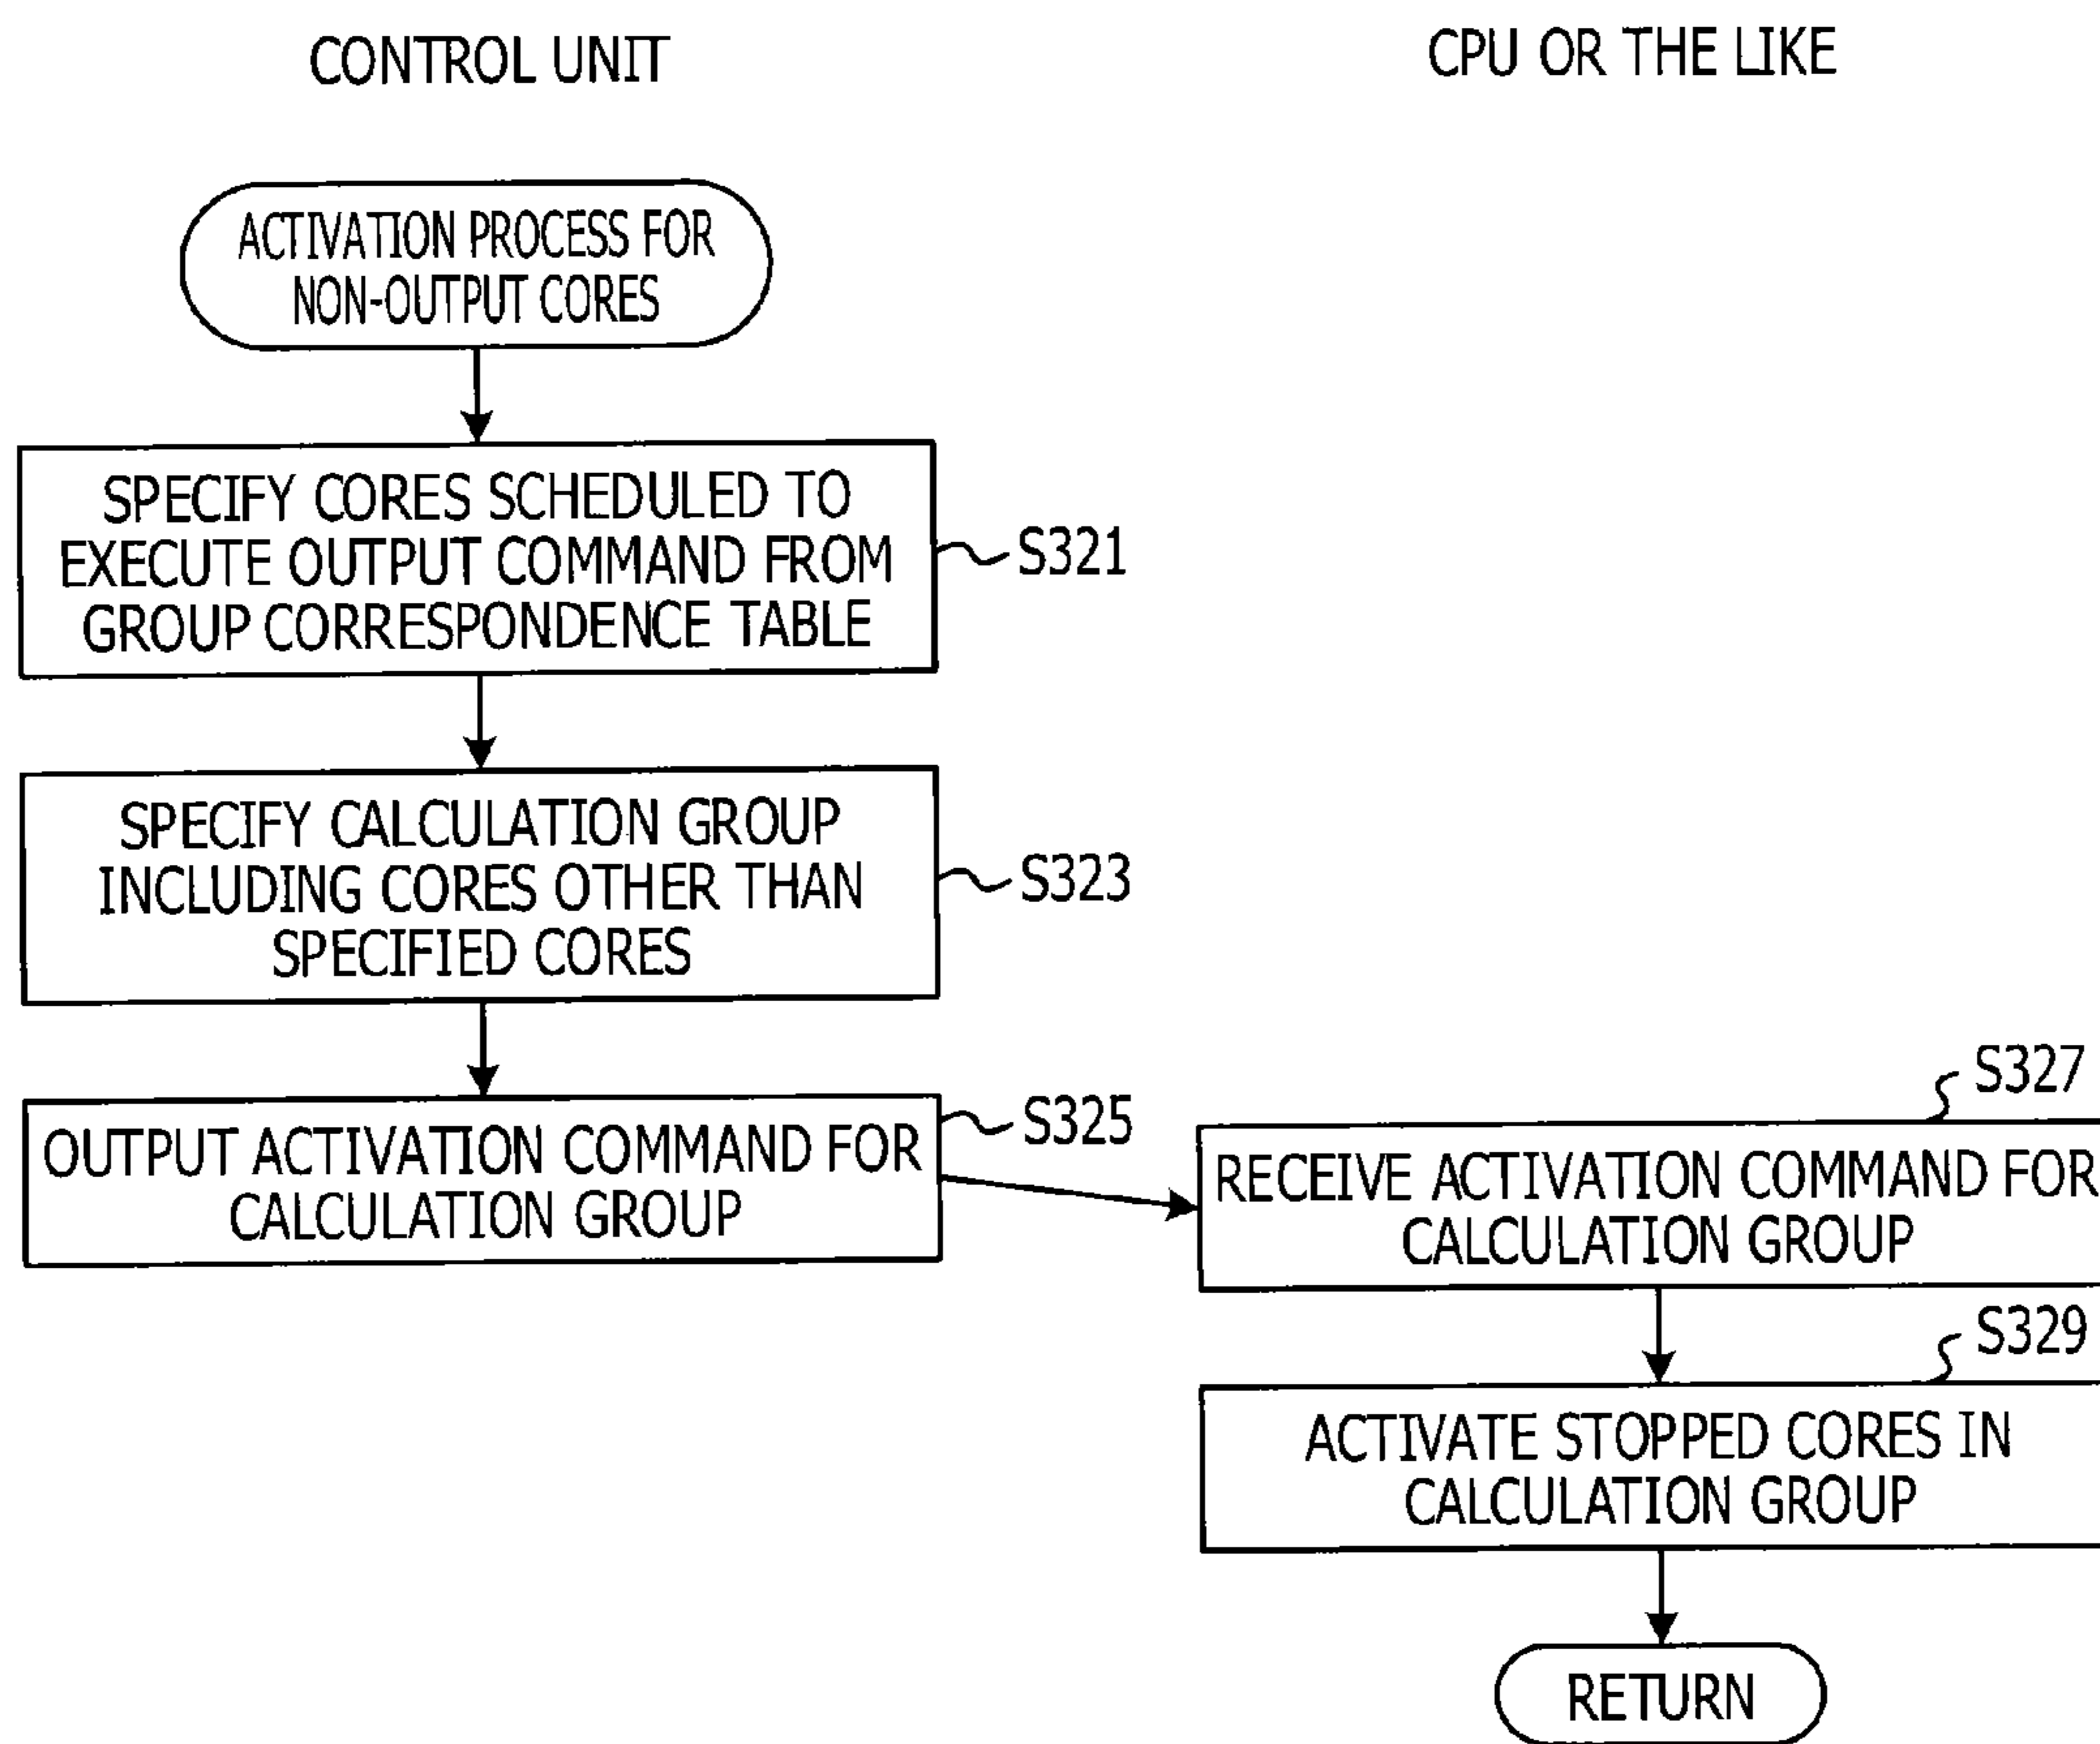 CONTROL UNIT
CPU OR THE LIKE
ACTIVATION PROCESS FOR
NON-OUTPUT CORES
SPECIFY CORES SCHEDULED TO
EXECUTE OUTPUT COMMAND FROM
GROUP CORRESPONDENCE TABLE
S321
SPECIFY CALCULATION GROUP
INCLUDING CORES OTHER THAN
SPECIFIED CORES
S323
OUTPUT ACTIVATION COMMAND FOR
CALCULATION GROUP
S325
S327
RECEIVE ACTIVATION COMMAND FOR
CALCULATION GROUP
S329
ACTIVATE STOPPED CORES IN
CALCULATION GROUP
RETURN